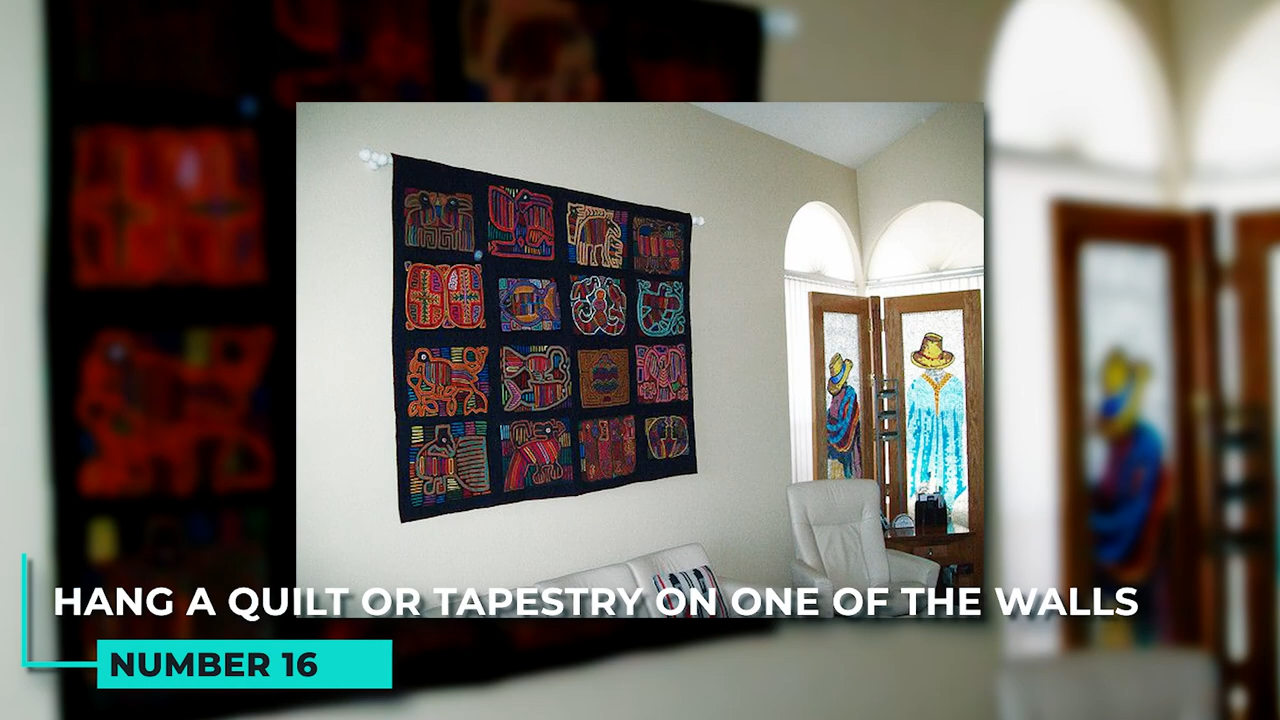 HANG A QUILT OR TAPESTRY ON ONE OF THE WALLS
NUMBER 16